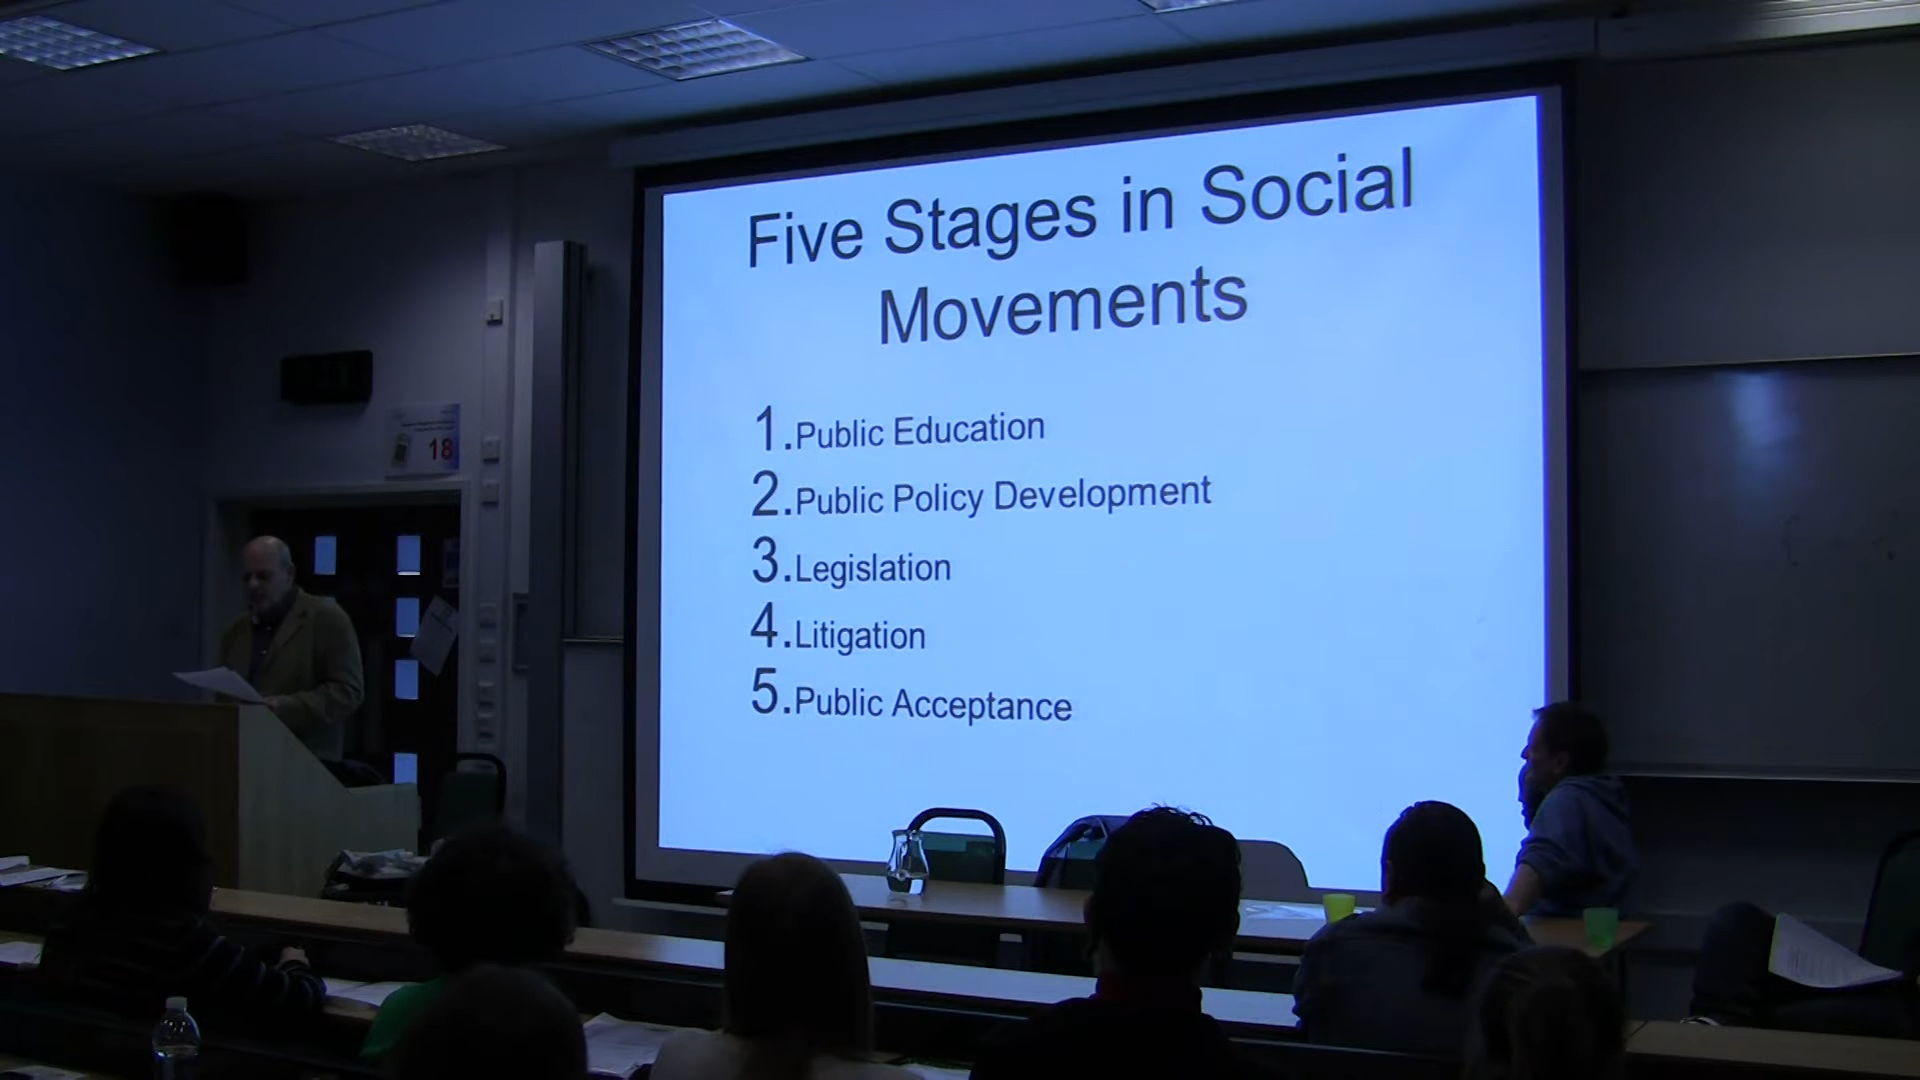 Five Stages in Social
Movements
1.Public Education
2.Public Policy Development
3.Legislation
4.Litigation
5.Public Acceptance
18